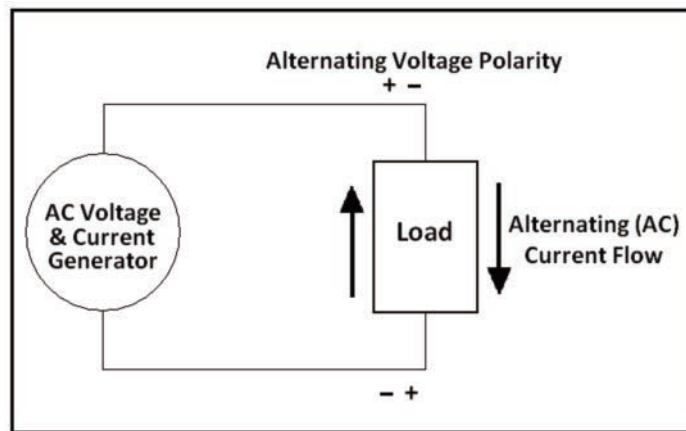 Alternating Voltage Polarity
+ –
AC Voltage
& Current
Generator
Load
Alternating (AC)
Current Flow
– +